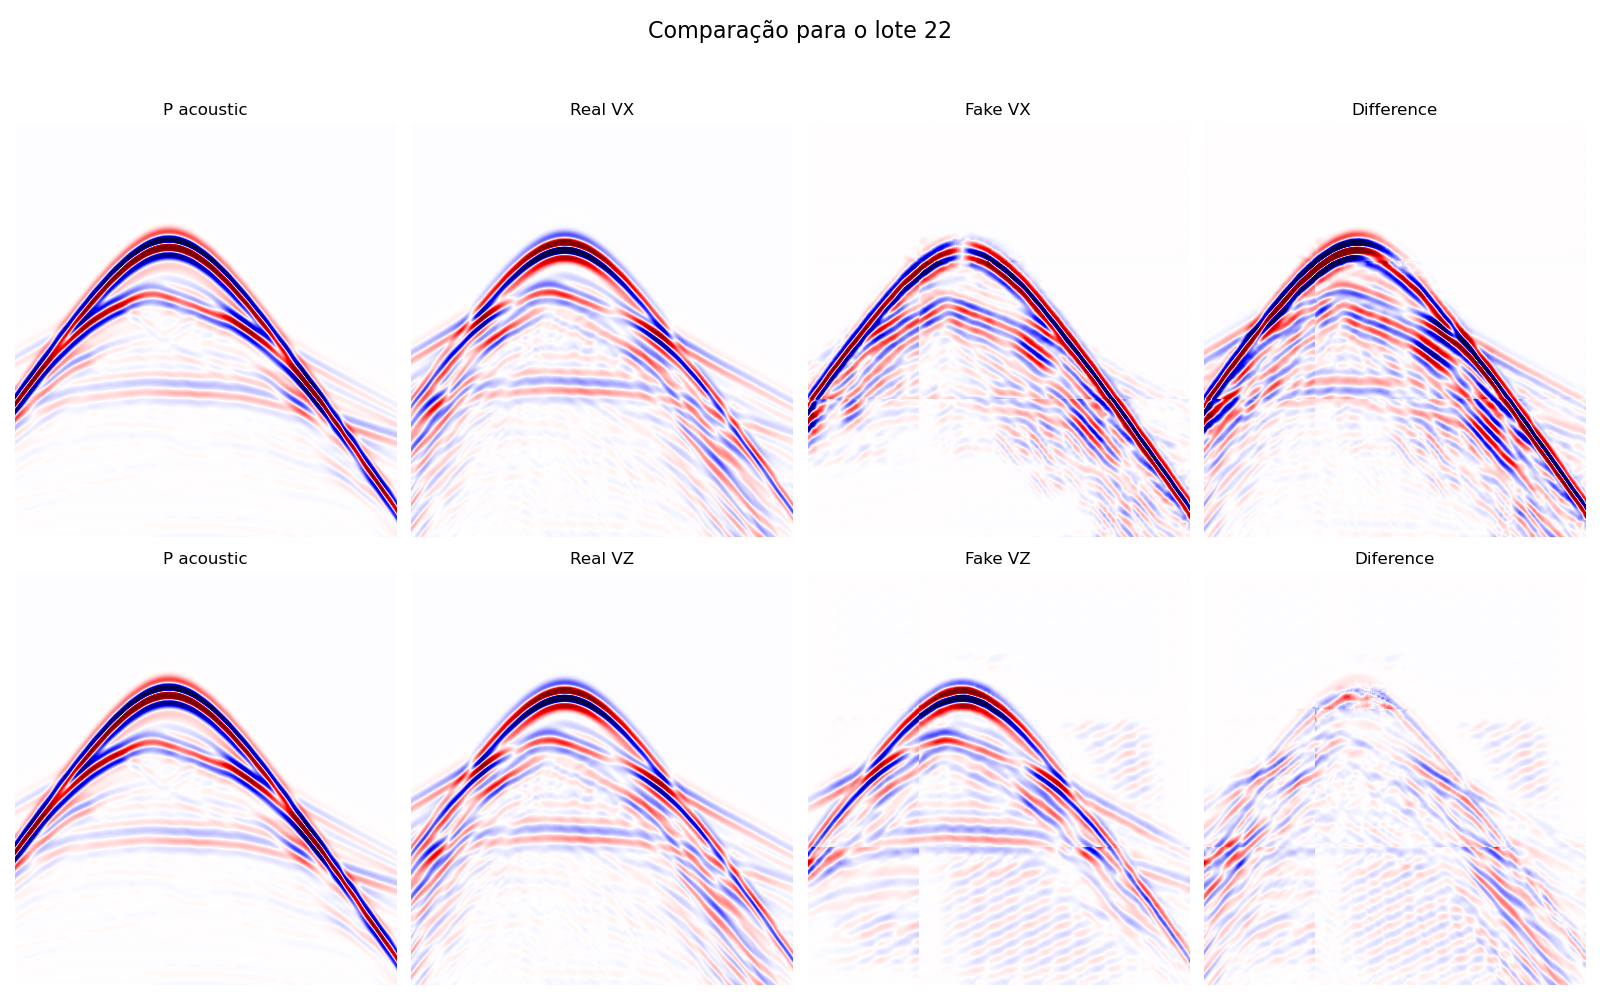 Comparação para o lote 22
P acoustic
Real VX
Fake VX
Difference
P acoustic
Real VZ
Fake VZ
Diference